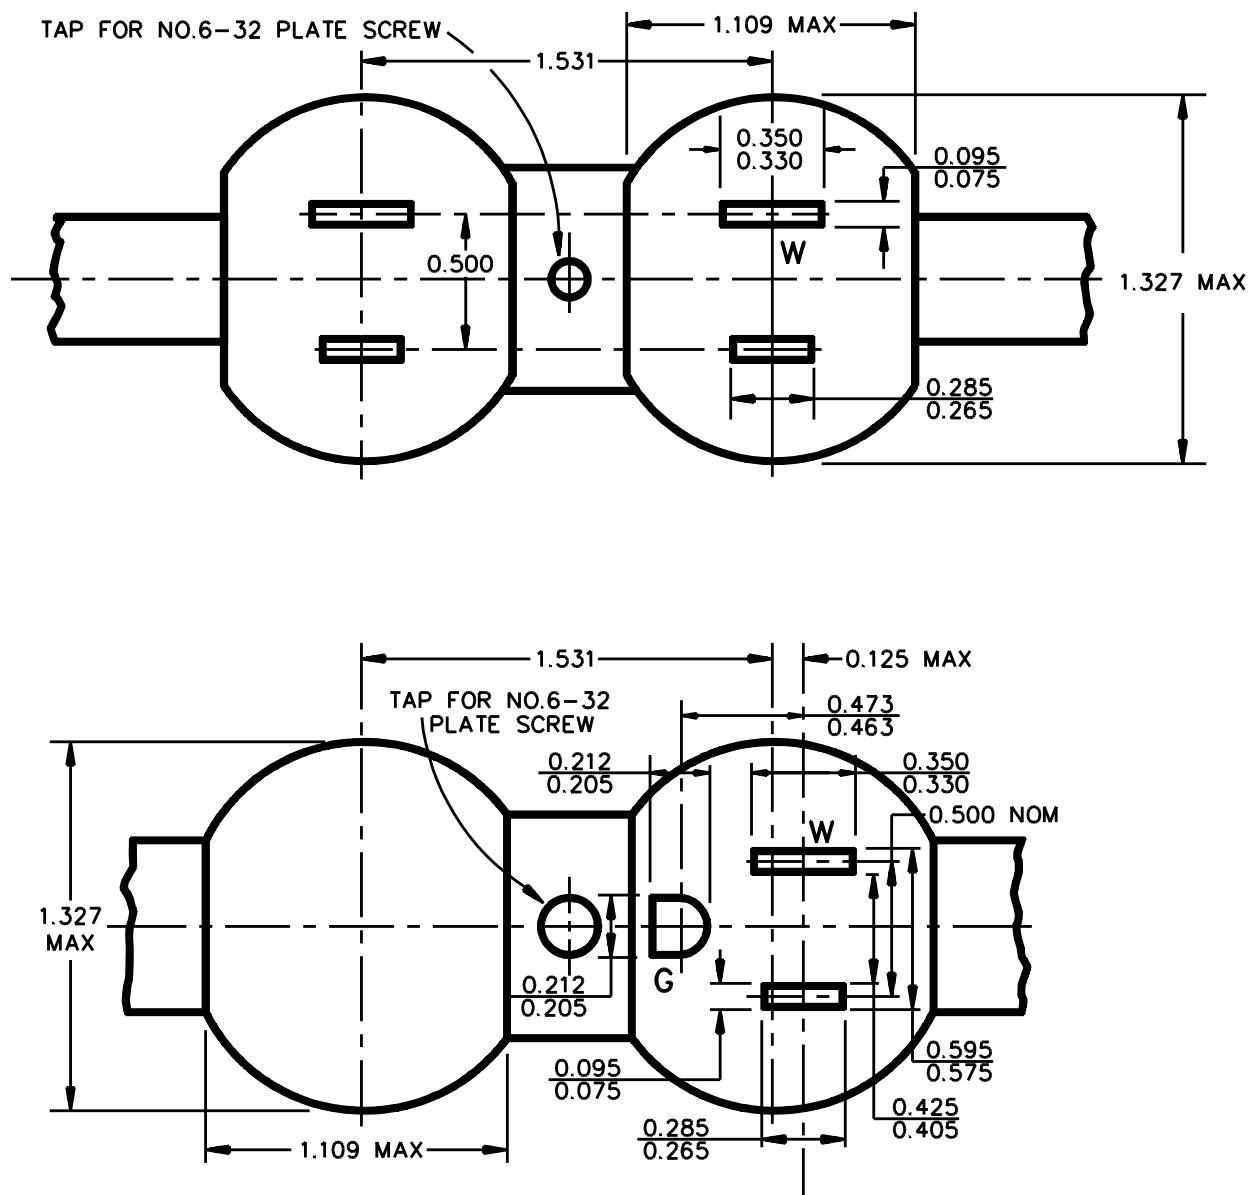 TAP FOR NO.6-32 PLATE SCREW
1.109 MAX
1.531
0.350
0.330
0.095
0.075
W
0.500
1.327 MAX
0.285
0.265
1.531
0.125 MAX
TAP FOR NO.6-32
PLATE SCREW
0.473
0.463
0.212
0.205
0.350
0.330
0.500 NOM
W
1.327
MAX
G
0.212
0.205
0.595
0.575
0.095
0.075
0.425
0.405
0.285
0.265
1.109 MAX